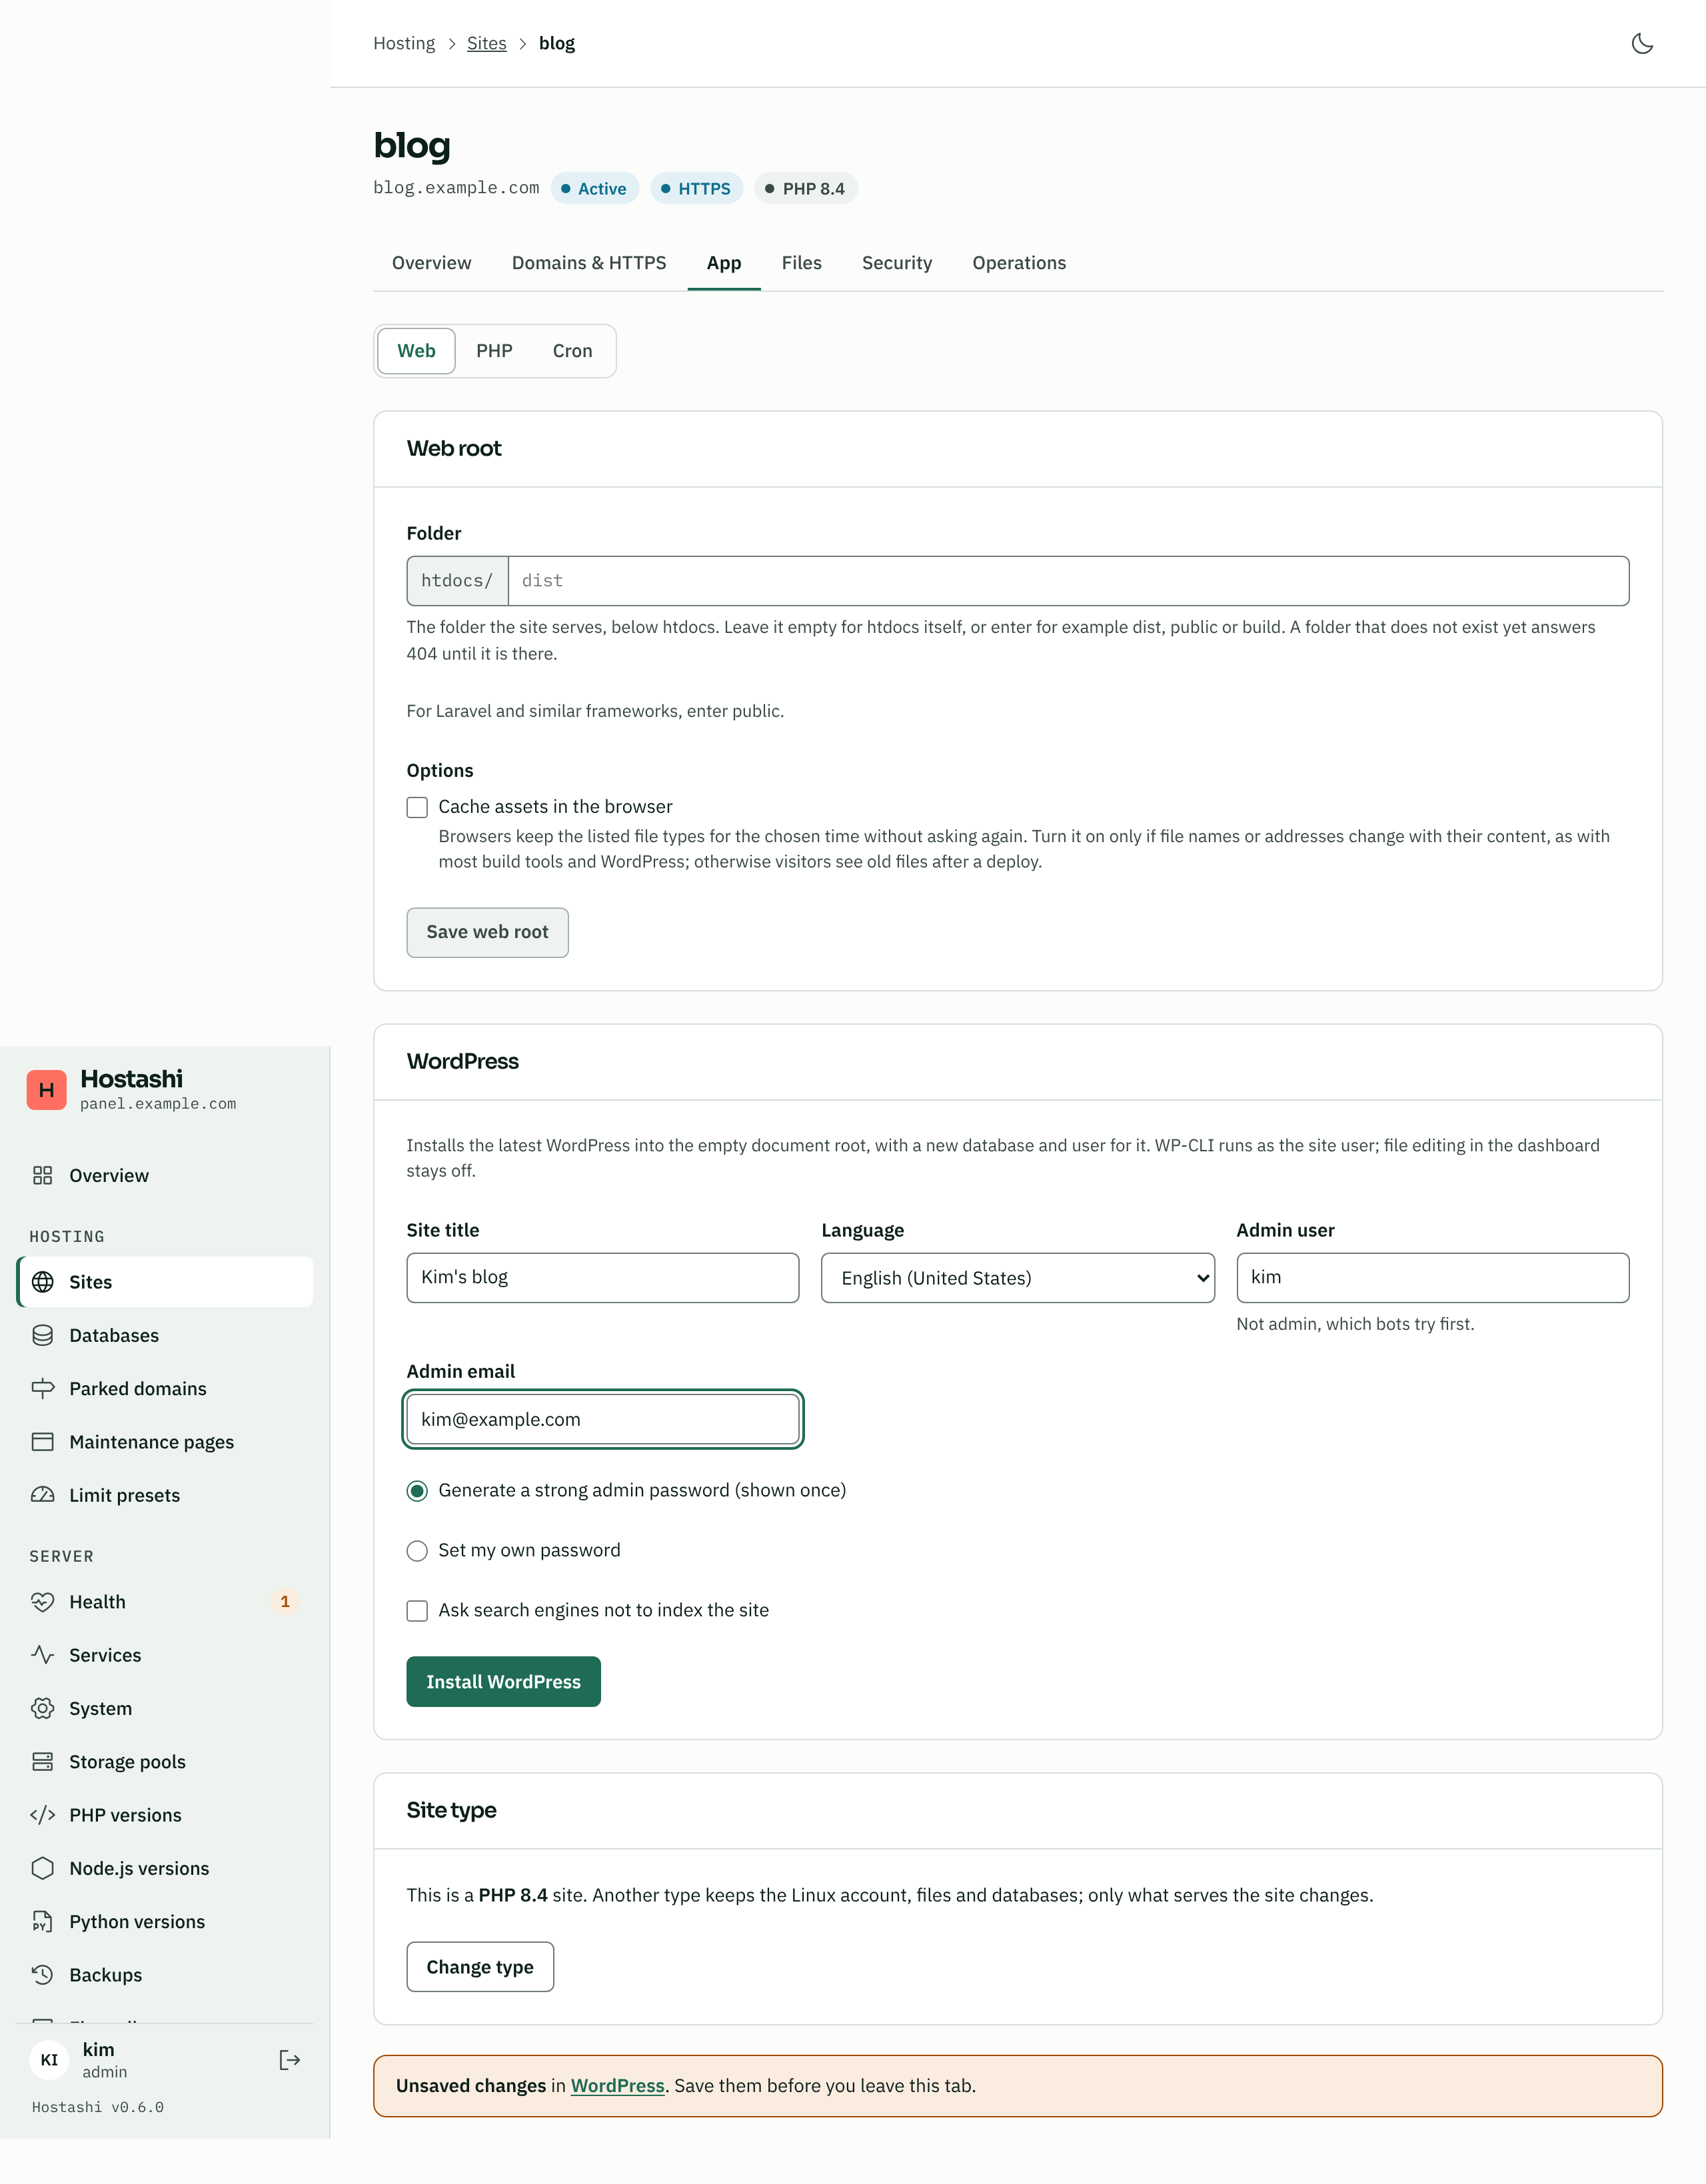 Hosting > Sites > blog
blog
blog.example.com Active HTTPS PHP 8.4
Overview Domains & HTTPS App Files Security Operations
Web PHP Cron
Web root
Folder
htdocs/ dist
The folder the site serves, below htdocs. Leave it empty for htdocs itself, or enter for example dist, public or build. A folder that does not exist yet answers
404 until it is there.
For Laravel and similar frameworks, enter public.
Options
Cache assets in the browser
Browsers keep the listed file types for the chosen time without asking again. Turn it on only if file names or addresses change with their content, as with
most build tools and WordPress; otherwise visitors see old files after a deploy.
Save web root
WordPress
Installs the latest WordPress into the empty document root, with a new database and user for it. WP-CLI runs as the site user; file editing in the dashboard
stays off.
Site title Language Admin user
Kim's blog English (United States) kim
Not admin, which bots try first.
Admin email
kim@example.com
Generate a strong admin password (shown once)
Set my own password
Ask search engines not to index the site
Install WordPress
Site type
This is a PHP 8.4 site. Another type keeps the Linux account, files and databases; only what serves the site changes.
Change type
Unsaved changes in WordPress. Save them before you leave this tab.
H Hostashi
panel.example.com
Overview
HOSTING
Sites
Databases
Parked domains
Maintenance pages
Limit presets
SERVER
Health 1
Services
System
Storage pools
PHP versions
Node.js versions
PY Python versions
Backups
KI kim
admin
Hostashi v0.6.0